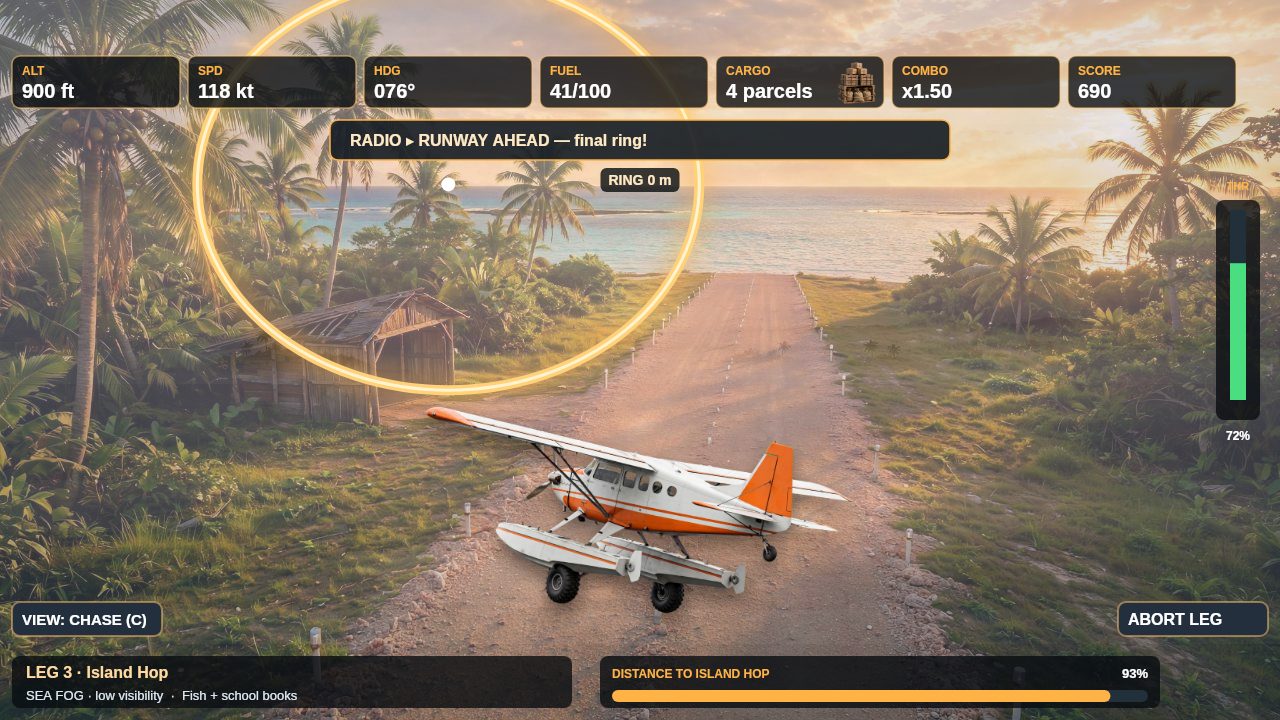 ALT
900 ft
SPD
118 kt
HDG
076°
FUEL
41/100
CARGO
4 parcels
COMBO
x1.50
SCORE
690
RADIO ▸ RUNWAY AHEAD — final ring!
RING 0 m
THR
72%
VIEW: CHASE (C)
ABORT LEG
LEG 3 · Island Hop
SEA FOG · low visibility · Fish + school books
DISTANCE TO ISLAND HOP
93%